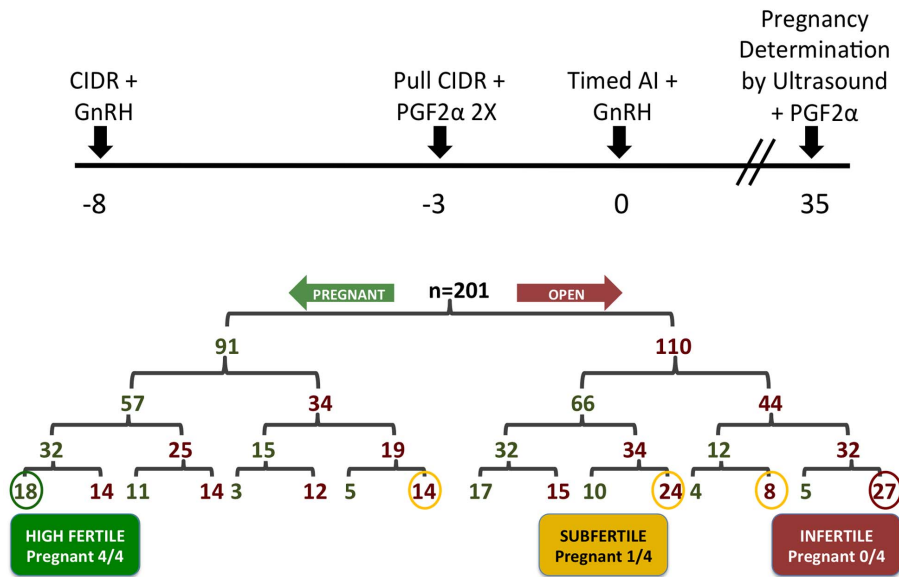 CIDR +
GnRH
Pull CIDR +
PGF2α 2X
Timed AI +
GnRH
Pregnancy
Determination
by Ultrasound
+ PGF2α
-8
-3
0
35
PREGNANT
n=201
OPEN
91
110
57
34
66
44
32
25
15
19
32
34
12
32
18
14
11
14
3
12
5
14
17
15
10
24
4
8
5
27
HIGH FERTILE
Pregnant 4/4
SUBFERTILE
Pregnant 1/4
INFERTILE
Pregnant 0/4